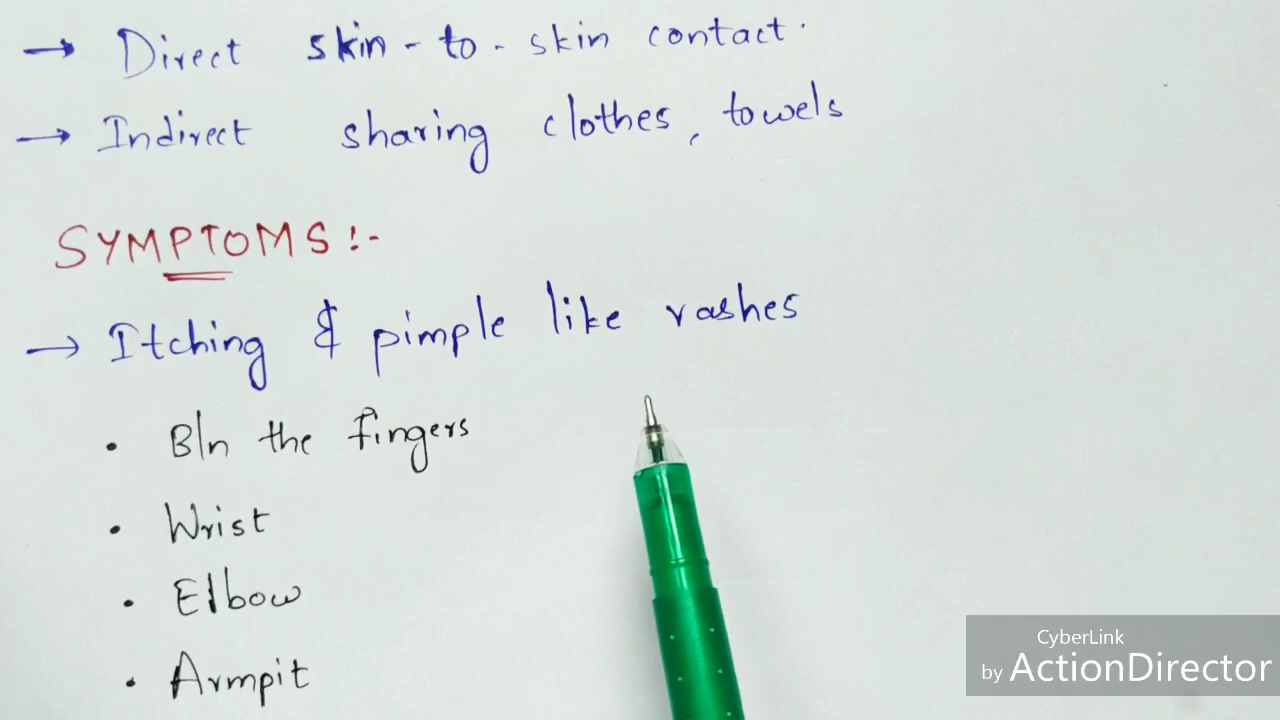 → Direct skin-to-skin contact.
→ Indirect sharing clothes, towels
SYMPTOMS :-
→ Itching & pimple like rashes
• B/n the fingers
• Wrist
• Elbow
• Armpit
CyberLink
by ActionDirector